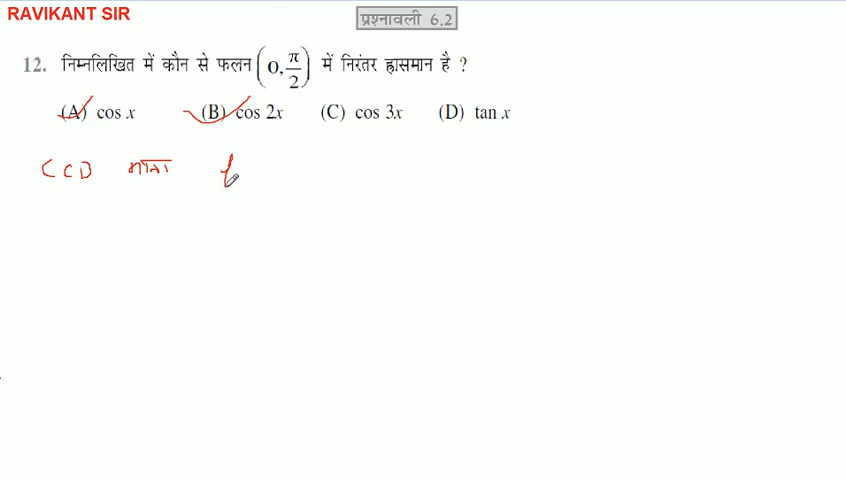 RAVIKANT SIR
प्रश्नावली 6.2
12. निम्नलिखित में कौन से फलन (0, π/2) में निरंतर ह्रासमान है ?
(A) cos x (B) cos 2x (C) cos 3x (D) tan x
माना f